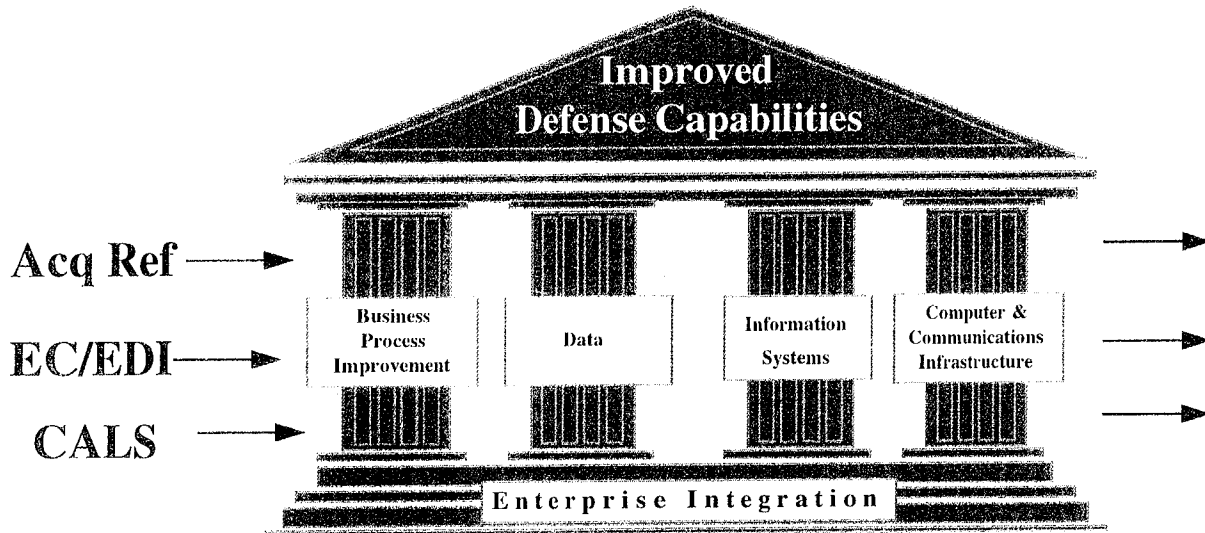 Improved
Defense Capabilities
Acq Ref
EC/EDI
CALS
Business
Process
Improvement
Data
Information
Systems
Computer &
Communications
Infrastructure
Enterprise Integration